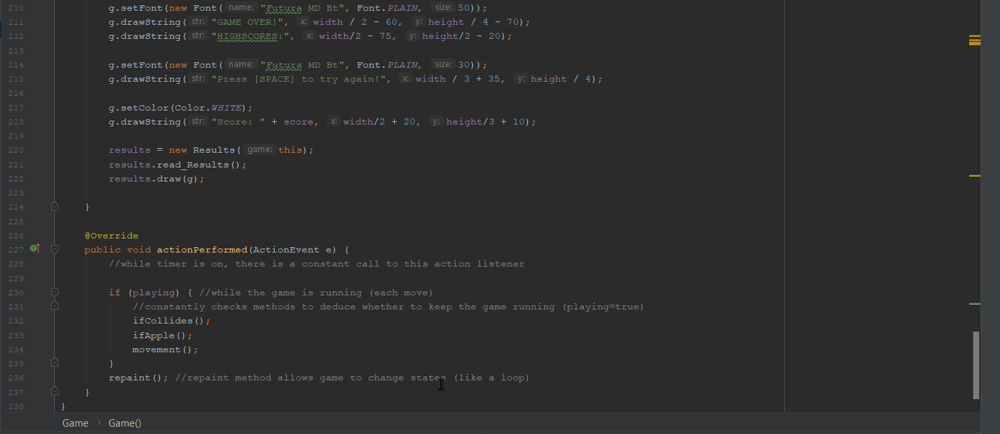 210 g.setFont(new Font( name: "Futura MD Bt", Font.PLAIN, size: 50));
211 g.drawString( str: "GAME OVER!", x: width / 2 - 60, y: height / 4 - 70);
212 g.drawString( str: "HIGHSCORES:", x: width/2 - 75, y: height/2 - 20);
213
214 g.setFont(new Font( name: "Futura MD Bt", Font.PLAIN, size: 30));
215 g.drawString( str: "Press [SPACE] to try again!", x: width / 3 + 35, y: height / 4);
216
217 g.setColor(Color.WHITE);
218 g.drawString( str: "Score: " + score, x: width/2 + 20, y: height/3 + 10);
219
220 results = new Results( game: this);
221 results.read_Results();
222 results.draw(g);
223
224 }
225
226 @Override
227 public void actionPerformed(ActionEvent e) {
228 //while timer is on, there is a constant call to this action listener
229
230 if (playing) { //while the game is running (each move)
231 //constantly checks methods to deduce whether to keep the game running (playing=true)
232 ifCollides();
233 ifApple();
234 movement();
235 }
236 repaint(); //repaint method allows game to change states (like a loop)
237 }
238 }
Game › Game()